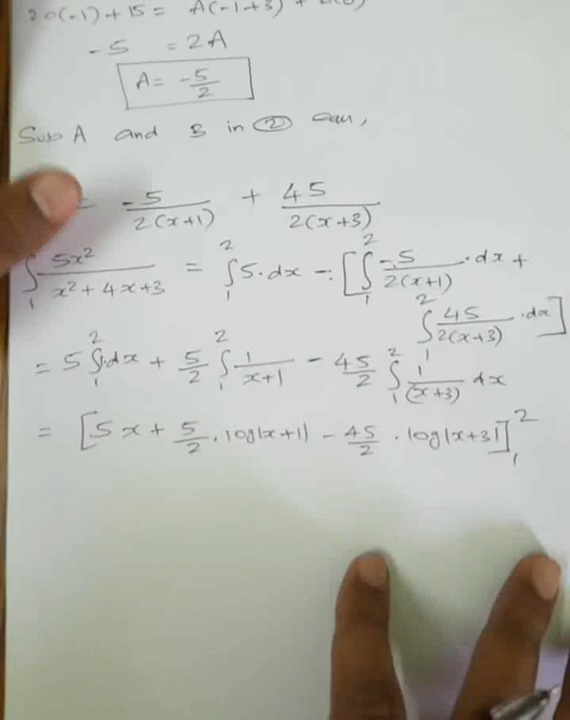 20(-1)+15 = A(-1+3) +
-5 = 2A
A = -5/2
Sub A and B in ② eqn,
= -5/2(x+1) + 45/2(x+3)
∫₁² 5x²/x²+4x+3 = ∫₁² 5.dx - [∫₁² -5/2(x+1) .dx +
∫₁² 45/2(x+3) .dx]
= 5 ∫₁² 1.dx + 5/2 ∫₁² 1/x+1 - 45/2 ∫₁² 1/(x+3) dx
= [5x + 5/2 . log|x+1| - 45/2 . log|x+3|]₁²